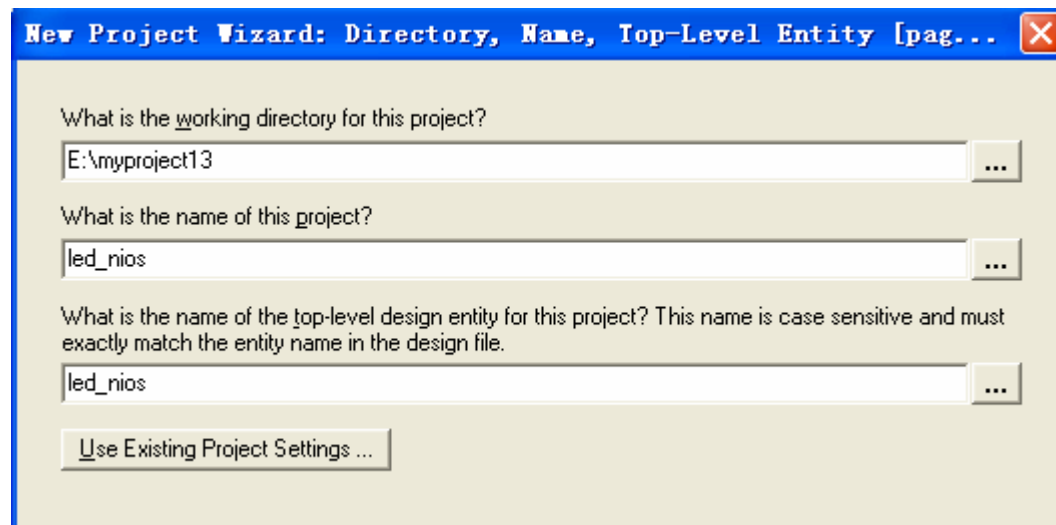 New Project Wizard: Directory, Name, Top-Level Entity [pag...
What is the working directory for this project?
E:\myproject13
...
What is the name of this project?
led_nios
...
What is the name of the top-level design entity for this project? This name is case sensitive and must
exactly match the entity name in the design file.
led_nios
...
Use Existing Project Settings ...